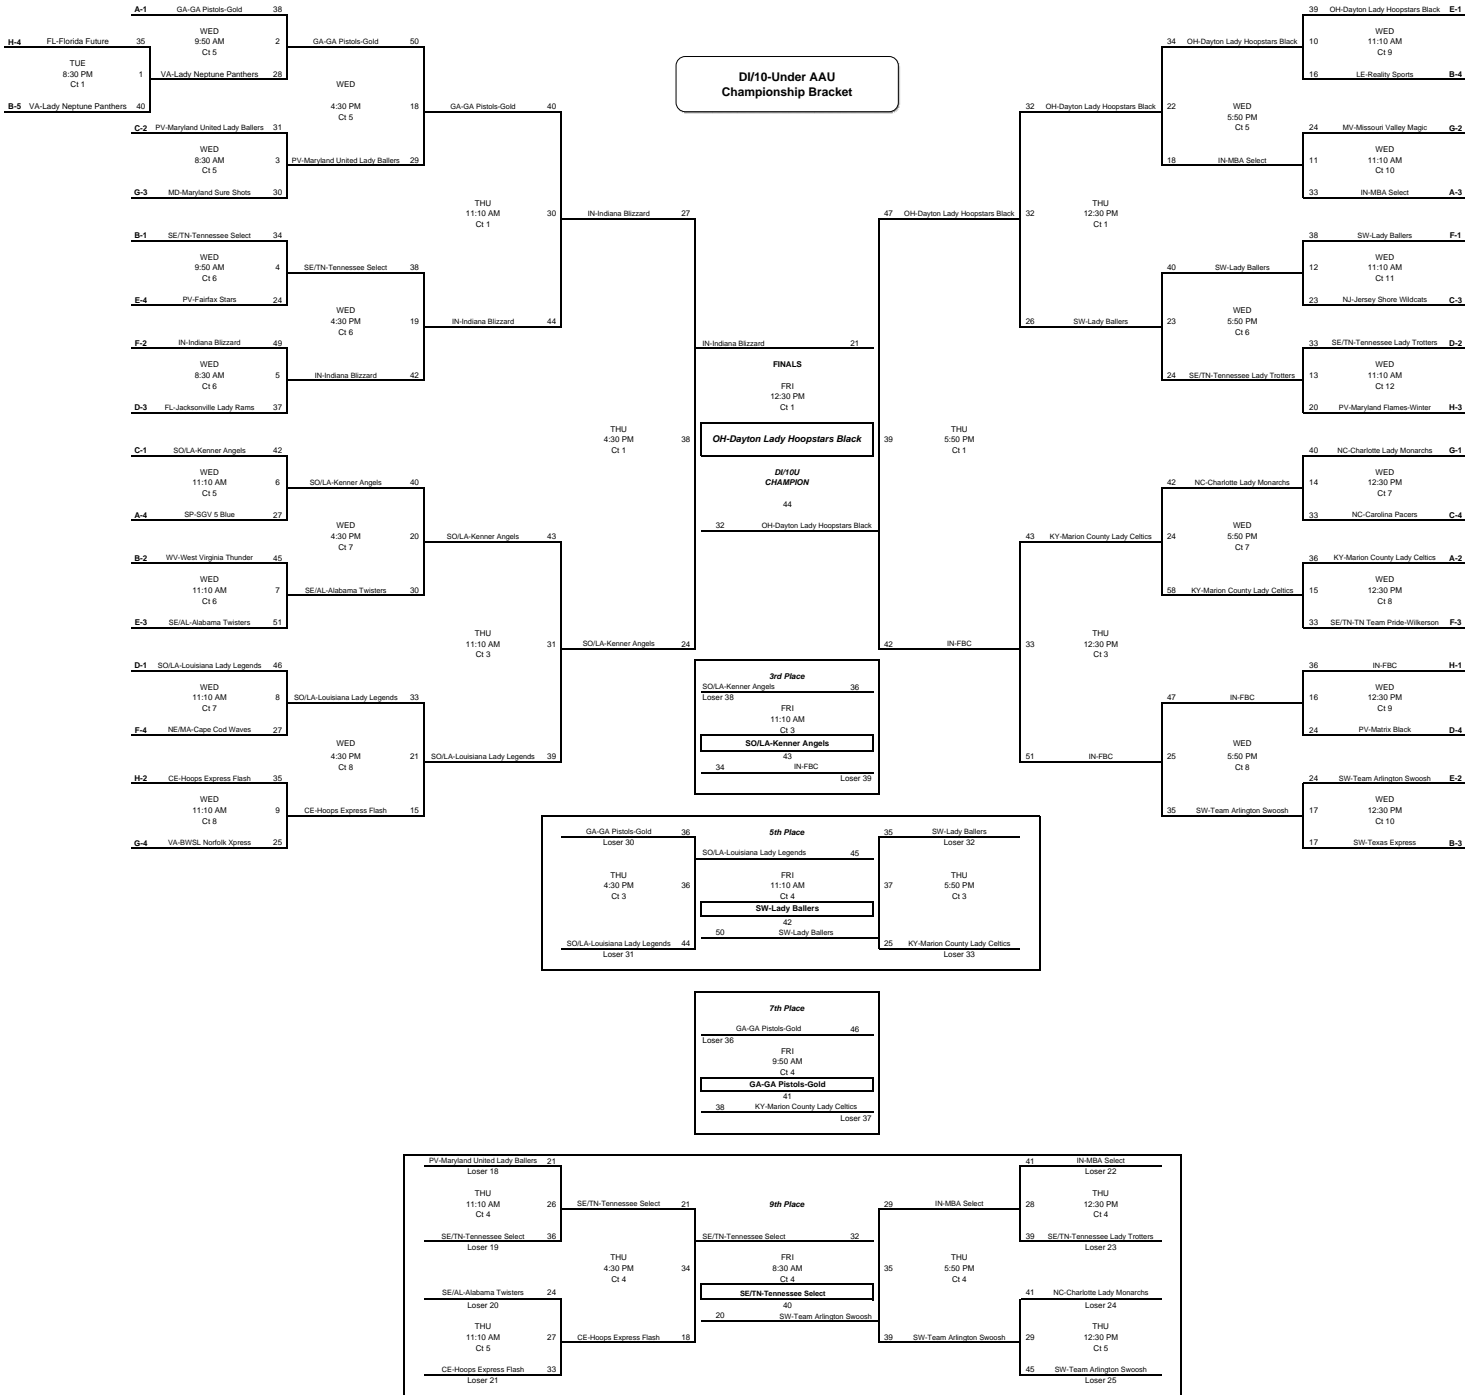 DI/10-Under AAU
Championship Bracket
A-1 GA-GA Pistols-Gold 38
WED
9:50 AM 2
Ct 5
H-4 FL-Florida Future 35
TUE
8:30 PM 1
Ct 1
VA-Lady Neptune Panthers 28
B-5 VA-Lady Neptune Panthers 40
GA-GA Pistols-Gold 50
WED
4:30 PM 18
Ct 5
C-2 PV-Maryland United Lady Ballers 31
WED
8:30 AM 3
Ct 5
G-3 MD-Maryland Sure Shots 30
PV-Maryland United Lady Ballers 29
GA-GA Pistols-Gold 40
THU
11:10 AM 30
Ct 1
B-1 SE/TN-Tennessee Select 34
WED
9:50 AM 4
Ct 6
E-4 PV-Fairfax Stars 24
SE/TN-Tennessee Select 38
WED
4:30 PM 19
Ct 6
F-2 IN-Indiana Blizzard 49
WED
8:30 AM 5
Ct 6
D-3 FL-Jacksonville Lady Rams 37
IN-Indiana Blizzard 42
IN-Indiana Blizzard 44
IN-Indiana Blizzard 27
THU
4:30 PM 38
Ct 1
C-1 SO/LA-Kenner Angels 42
WED
11:10 AM 6
Ct 5
A-4 SP-SGV 5 Blue 27
SO/LA-Kenner Angels 40
WED
4:30 PM 20
Ct 7
B-2 WV-West Virginia Thunder 45
WED
11:10 AM 7
Ct 6
E-3 SE/AL-Alabama Twisters 51
SE/AL-Alabama Twisters 30
SO/LA-Kenner Angels 43
THU
11:10 AM 31
Ct 3
D-1 SO/LA-Louisiana Lady Legends 46
WED
11:10 AM 8
Ct 7
F-4 NE/MA-Cape Cod Waves 27
SO/LA-Louisiana Lady Legends 33
WED
4:30 PM 21
Ct 8
H-2 CE-Hoops Express Flash 35
WED
11:10 AM 9
Ct 8
G-4 VA-BWSL Norfolk Xpress 25
CE-Hoops Express Flash 15
SO/LA-Louisiana Lady Legends 39
SO/LA-Kenner Angels 24
IN-Indiana Blizzard 21
FINALS
FRI
12:30 PM
Ct 1
OH-Dayton Lady Hoopstars Black
DI/10U
CHAMPION
44
32 OH-Dayton Lady Hoopstars Black
39 OH-Dayton Lady Hoopstars Black E-1
WED
10 11:10 AM
Ct 9
16 LE-Reality Sports B-4
34 OH-Dayton Lady Hoopstars Black
WED
22 5:50 PM
Ct 5
24 MV-Missouri Valley Magic G-2
WED
11 11:10 AM
Ct 10
33 IN-MBA Select A-3
18 IN-MBA Select
32 OH-Dayton Lady Hoopstars Black
THU
32 12:30 PM
Ct 1
38 SW-Lady Ballers F-1
WED
12 11:10 AM
Ct 11
23 NJ-Jersey Shore Wildcats C-3
40 SW-Lady Ballers
WED
23 5:50 PM
Ct 6
33 SE/TN-Tennessee Lady Trotters D-2
WED
13 11:10 AM
Ct 12
20 PV-Maryland Flames-Winter H-3
24 SE/TN-Tennessee Lady Trotters
26 SW-Lady Ballers
47 OH-Dayton Lady Hoopstars Black
THU
39 5:50 PM
Ct 1
40 NC-Charlotte Lady Monarchs G-1
WED
14 12:30 PM
Ct 7
33 NC-Carolina Pacers C-4
42 NC-Charlotte Lady Monarchs
WED
24 5:50 PM
Ct 7
36 KY-Marion County Lady Celtics A-2
WED
15 12:30 PM
Ct 8
33 SE/TN-TN Team Pride-Wilkerson F-3
58 KY-Marion County Lady Celtics
43 KY-Marion County Lady Celtics
THU
33 12:30 PM
Ct 3
36 IN-FBC H-1
WED
16 12:30 PM
Ct 9
24 PV-Matrix Black D-4
47 IN-FBC
WED
25 5:50 PM
Ct 8
24 SW-Team Arlington Swoosh E-2
WED
17 12:30 PM
Ct 10
17 SW-Texas Express B-3
35 SW-Team Arlington Swoosh
51 IN-FBC
42 IN-FBC
3rd Place
SO/LA-Kenner Angels 36
Loser 38
FRI
11:10 AM
Ct 3
SO/LA-Kenner Angels
43
34 IN-FBC
Loser 39
5th Place
GA-GA Pistols-Gold 36
Loser 30
THU
4:30 PM 36
Ct 3
SO/LA-Louisiana Lady Legends 44
Loser 31
SO/LA-Louisiana Lady Legends 45
FRI
11:10 AM
Ct 4
SW-Lady Ballers
42
50 SW-Lady Ballers
35 SW-Lady Ballers
Loser 32
THU
37 5:50 PM
Ct 3
25 KY-Marion County Lady Celtics
Loser 33
7th Place
GA-GA Pistols-Gold 46
Loser 36
FRI
9:50 AM
Ct 4
GA-GA Pistols-Gold
41
38 KY-Marion County Lady Celtics
Loser 37
PV-Maryland United Lady Ballers 21
Loser 18
THU
11:10 AM 26
Ct 4
SE/TN-Tennessee Select 36
Loser 19
SE/TN-Tennessee Select 21
THU
4:30 PM 34
Ct 4
SE/AL-Alabama Twisters 24
Loser 20
THU
11:10 AM 27
Ct 5
CE-Hoops Express Flash 33
Loser 21
CE-Hoops Express Flash 18
9th Place
SE/TN-Tennessee Select 32
FRI
8:30 AM
Ct 4
SE/TN-Tennessee Select
40
20 SW-Team Arlington Swoosh
41 IN-MBA Select
Loser 22
THU
28 12:30 PM
Ct 4
39 SE/TN-Tennessee Lady Trotters
Loser 23
29 IN-MBA Select
THU
35 5:50 PM
Ct 4
41 NC-Charlotte Lady Monarchs
Loser 24
THU
29 12:30 PM
Ct 5
45 SW-Team Arlington Swoosh
Loser 25
39 SW-Team Arlington Swoosh